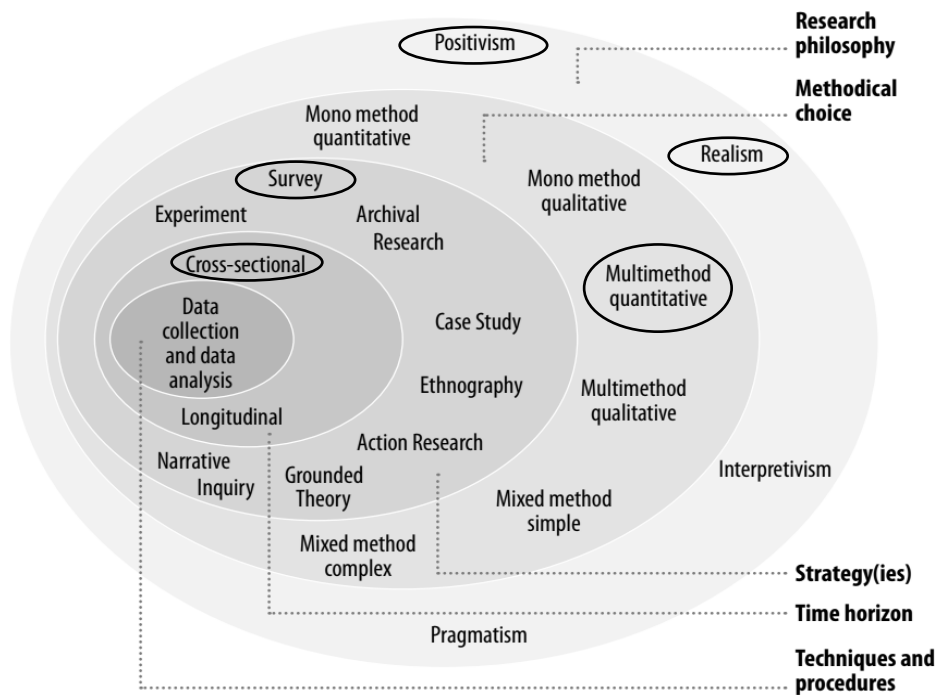 Research
philosophy
Positivism
Methodical
choice
Mono method
quantitative
Realism
Survey
Mono method
qualitative
Experiment
Archival
Research
Cross-sectional
Multimethod
quantitative
Data
collection
and data
analysis
Case Study
Ethnography
Multimethod
qualitative
Longitudinal
Action Research
Narrative
Inquiry
Grounded
Theory
Interpretivism
Mixed method
simple
Mixed method
complex
Strategy(ies)
Time horizon
Pragmatism
Techniques and
procedures